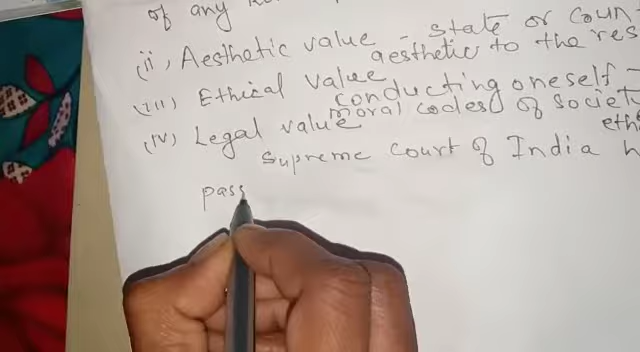 of any
(ii), Aesthetic value - state or coun
aesthetic to the res
(iii) Ethical value
conducting oneself -
moral codes of societ
(iv) Legal value
eth
supreme court of India h
pass